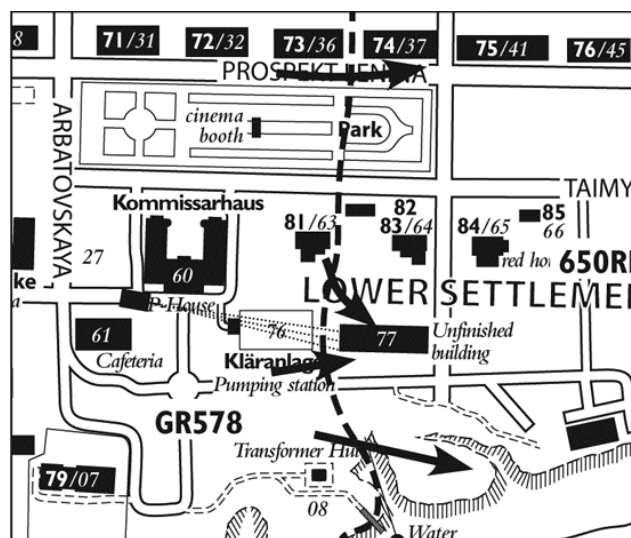 8
71/31
72/32
73/36
74/37
75/41
76/45
PROSPEKT LENINA
ARBATOVSKAYA
cinema
booth
Park
TAIMY
Kommissarhaus
81/63
82
83/64
84/65
85
66
27
60
red hou
650RI
ke
a
P-House
LOWER SETTLEMEN
61
76
77
Unfinished
building
Cafeteria
Kläranlage
Pumping station
GR578
Transformer Hut
79/07
08
Water